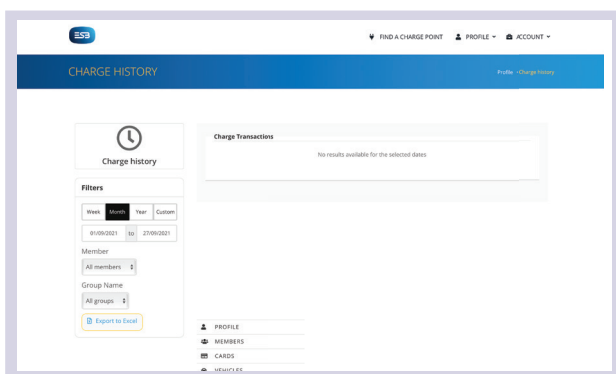 ESB
FIND A CHARGE POINT PROFILE ACCOUNT
CHARGE HISTORY
Profile -Charge history
Charge history
Charge Transactions
No results available for the selected dates
Filters
Week Month Year Custom
01/09/2021 to 27/09/2021
Member
All members
Group Name
All groups
Export to Excel
PROFILE
MEMBERS
CARDS
VEHICLES